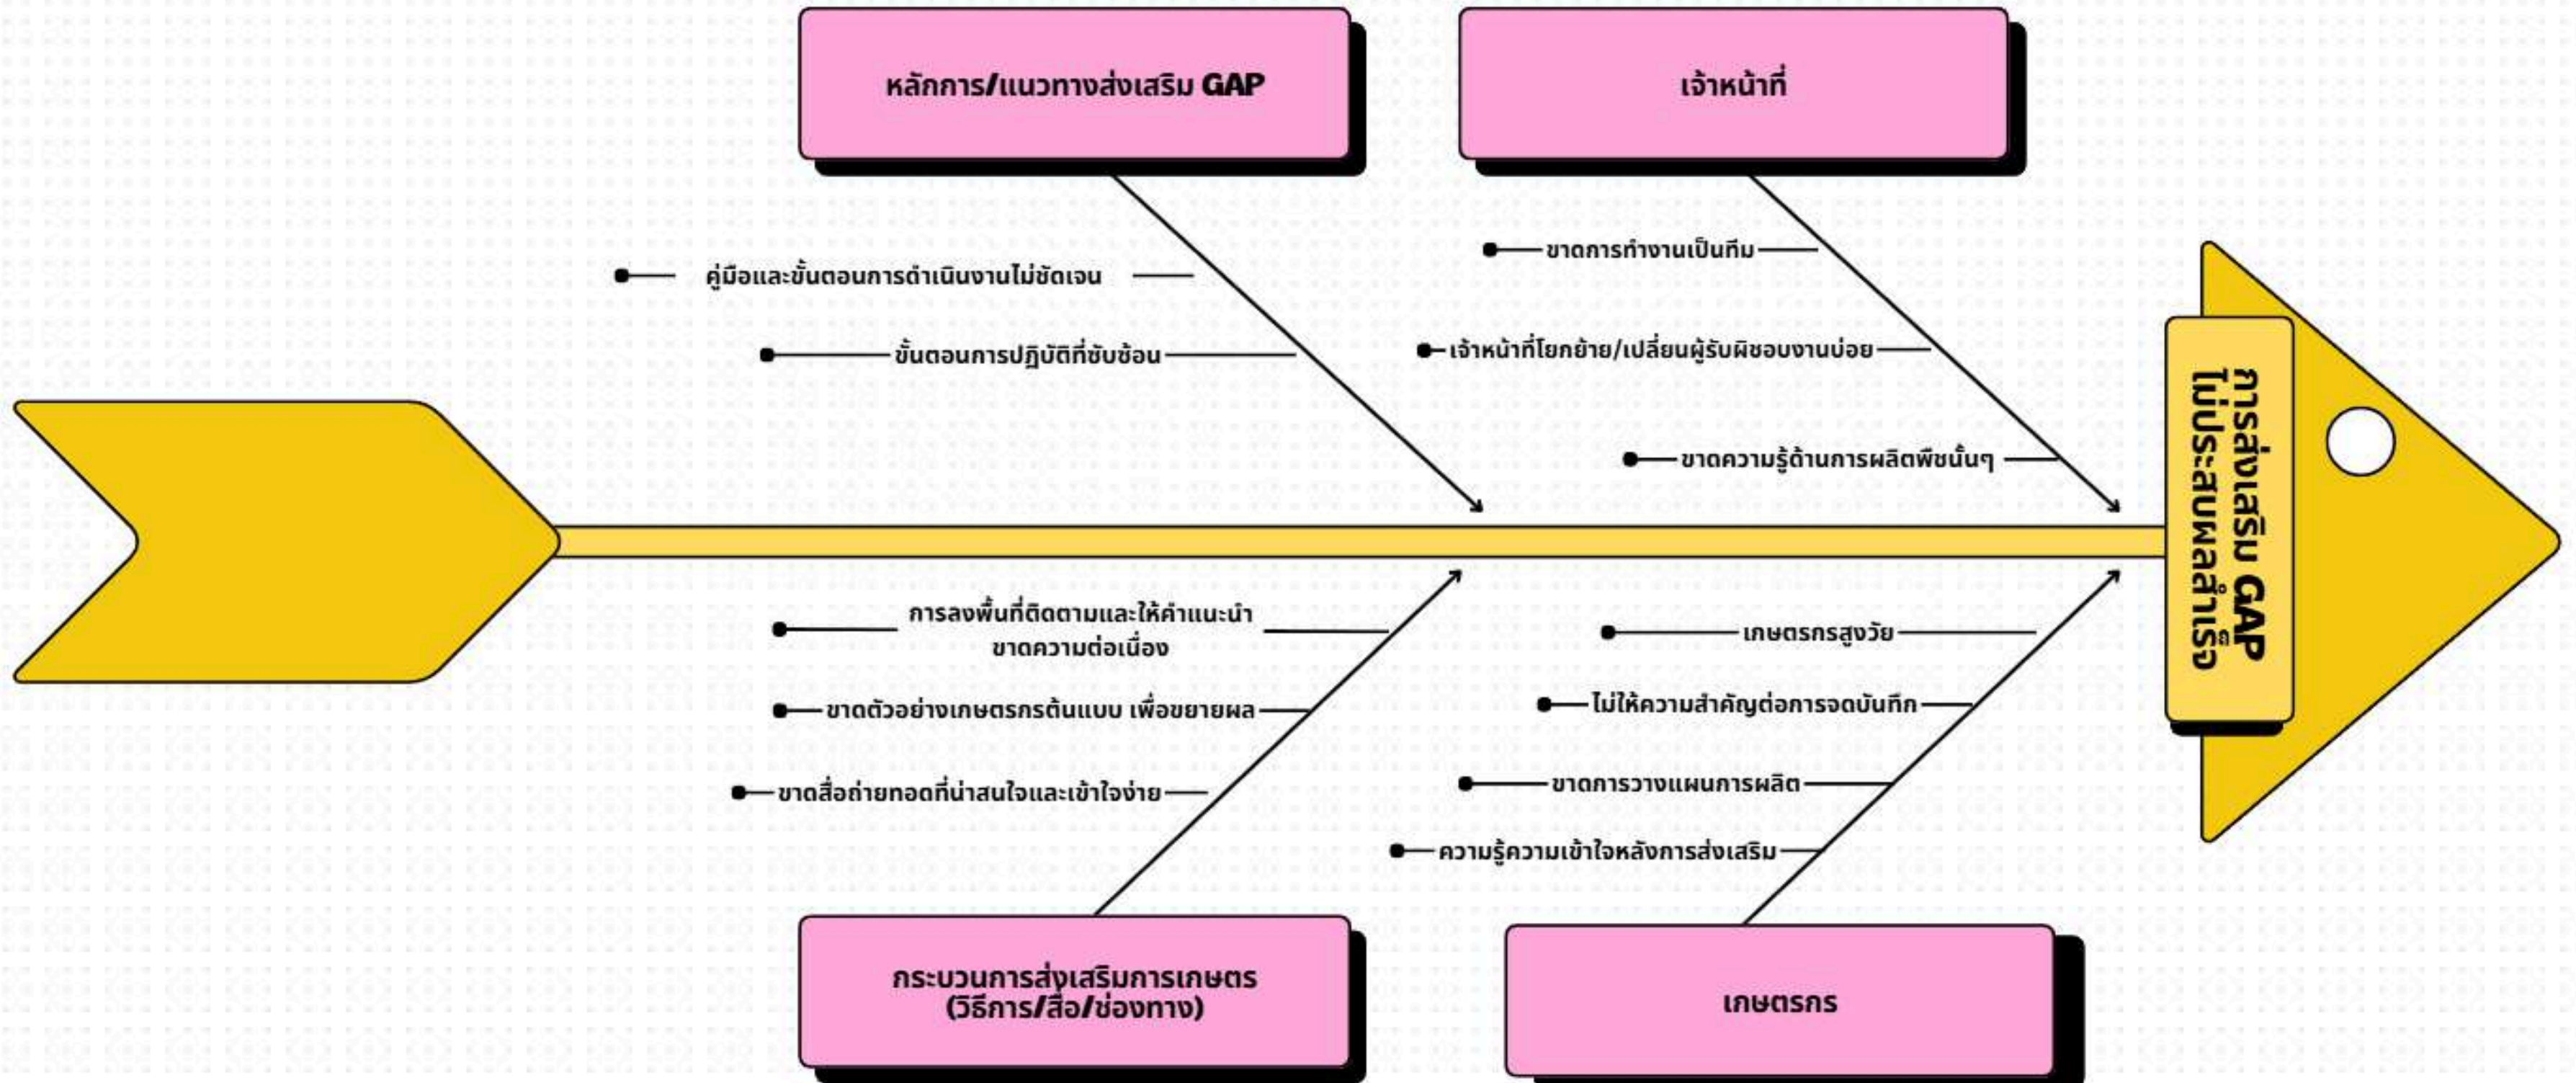 หลักการ/แนวทางส่งเสริม GAP
เจ้าหน้าที่
คู่มือและขั้นตอนการดำเนินงานไม่ชัดเจน
ขั้นตอนการปฏิบัติที่ซับซ้อน
ขาดการทำงานเป็นทีม
เจ้าหน้าที่โยกย้าย/เปลี่ยนผู้รับผิชอบงานบ่อย
ขาดความรู้ด้านการผลิตพืชนั้นๆ
การส่งเสริม GAP
ไม่ประสบผลสำเร็จ
การลงพื้นที่ติดตามและให้คำแนะนำ
ขาดความต่อเนื่อง
ขาดตัวอย่างเกษตรกรต้นแบบ เพื่อขยายผล
ขาดสื่อถ่ายทอดที่น่าสนใจและเข้าใจง่าย
เกษตรกรสูงวัย
ไม่ให้ความสำคัญต่อการจดบันทึก
ขาดการวางแผนการผลิต
ความรู้ความเข้าใจหลังการส่งเสริม
กระบวนการส่งเสริมการเกษตร
(วิธีการ/สื่อ/ช่องทาง)
เกษตรกร